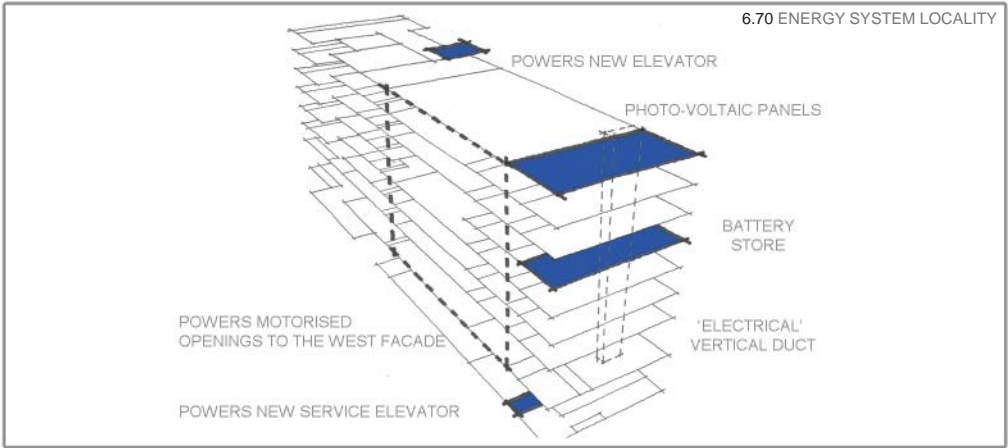 6.70 ENERGY SYSTEM LOCALITY
POWERS NEW ELEVATOR
PHOTO-VOLTAIC PANELS
BATTERY
STORE
POWERS MOTORISED
OPENINGS TO THE WEST FACADE
'ELECTRICAL'
VERTICAL DUCT
POWERS NEW SERVICE ELEVATOR